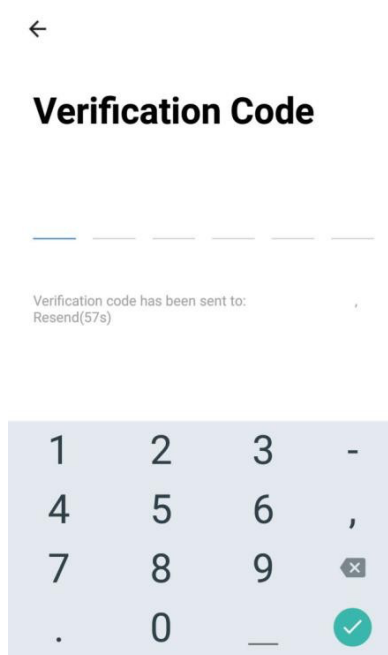 Verification Code
Verification code has been sent to: ,
Resend(57s)
1 2 3 -
4 5 6 ,
7 8 9
. 0 _